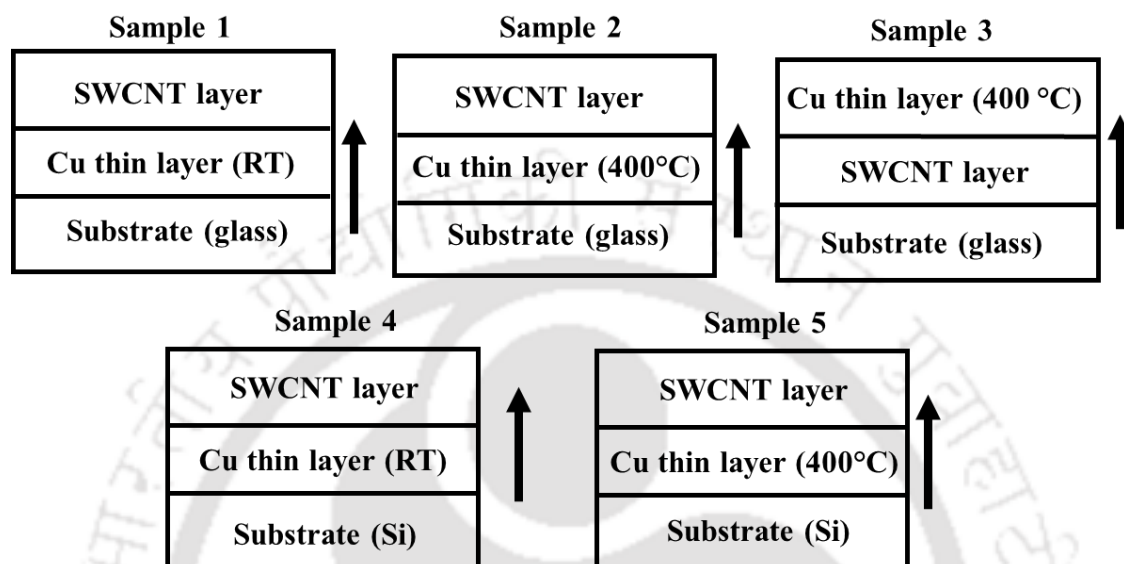 Sample 1
SWCNT layer
Cu thin layer (RT)
Substrate (glass)
Sample 2
SWCNT layer
Cu thin layer (400°C)
Substrate (glass)
Sample 3
Cu thin layer (400 °C)
SWCNT layer
Substrate (glass)
Sample 4
SWCNT layer
Cu thin layer (RT)
Substrate (Si)
Sample 5
SWCNT layer
Cu thin layer (400°C)
Substrate (Si)